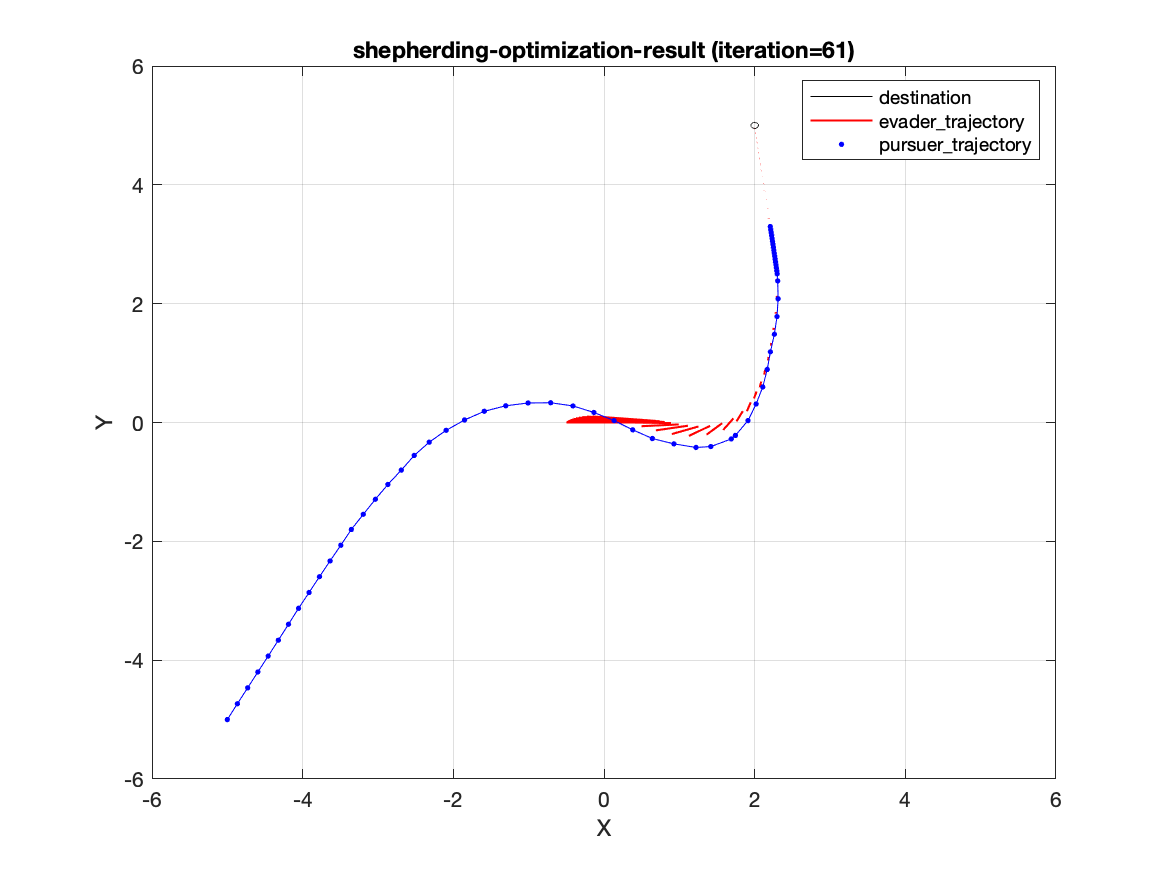 shepherding-optimization-result (iteration=61)
6
4
2
0
-2
-4
-6
Y
destination
evader_trajectory
pursuer_trajectory
-6 -4 -2 0 2 4 6
X